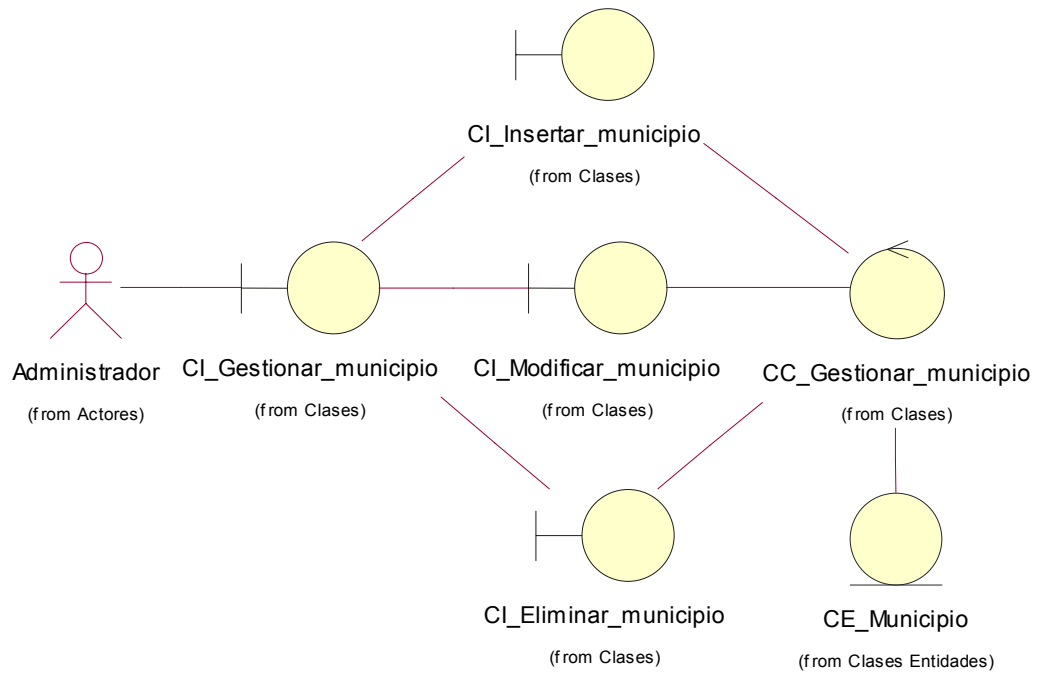 CI_Insertar_municipio
(from Clases)
Administrador
(from Actores)
CI_Gestionar_municipio
(from Clases)
CI_Modificar_municipio
(from Clases)
CC_Gestionar_municipio
(from Clases)
CI_Eliminar_municipio
(from Clases)
CE_Municipio
(from Clases Entidades)